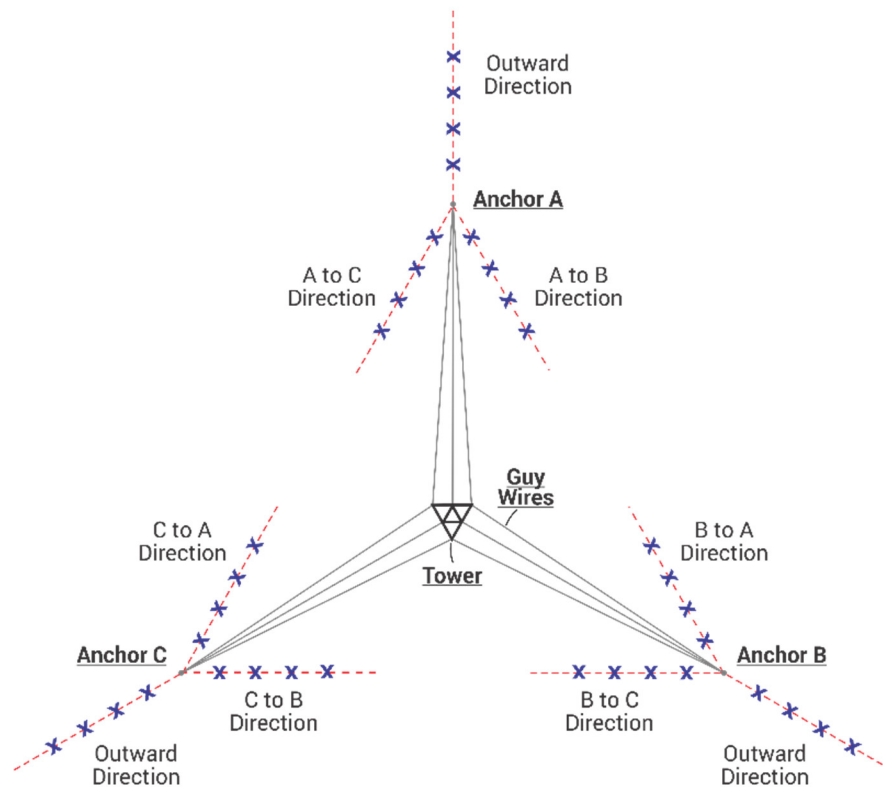 Outward
Direction
Anchor A
A to C
Direction
A to B
Direction
Guy
Wires
C to A
Direction
B to A
Direction
Tower
Anchor C
Anchor B
C to B
Direction
B to C
Direction
Outward
Direction
Outward
Direction